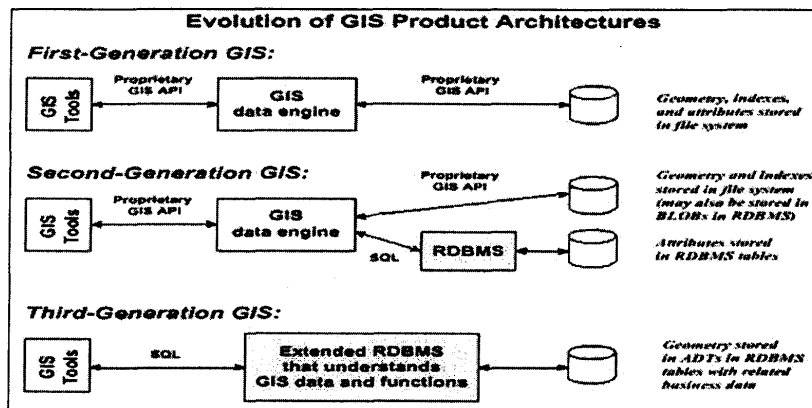 Evolution of GIS Product Architectures
First-Generation GIS:
GIS
Tools
Proprietary
GIS API
GIS
data engine
Proprietary
GIS API
Geometry, indexes,
and attributes stored
in file system
Second-Generation GIS:
GIS
Tools
Proprietary
GIS API
GIS
data engine
Proprietary
GIS API
SQL
RDBMS
Geometry and indexes
stored in file system
(may also be stored in
BLOBs in RDBMS)
Attributes stored
in RDBMS tables
Third-Generation GIS:
GIS
Tools
SQL
Extended RDBMS
that understands
GIS data and functions
Geometry stored
in ADTs in RDBMS
tables with related
business data